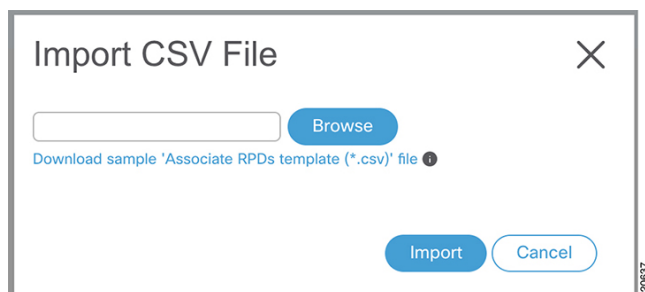 Import CSV File
Browse
Download sample 'Associate RPDs template (*.csv)' file
Import Cancel